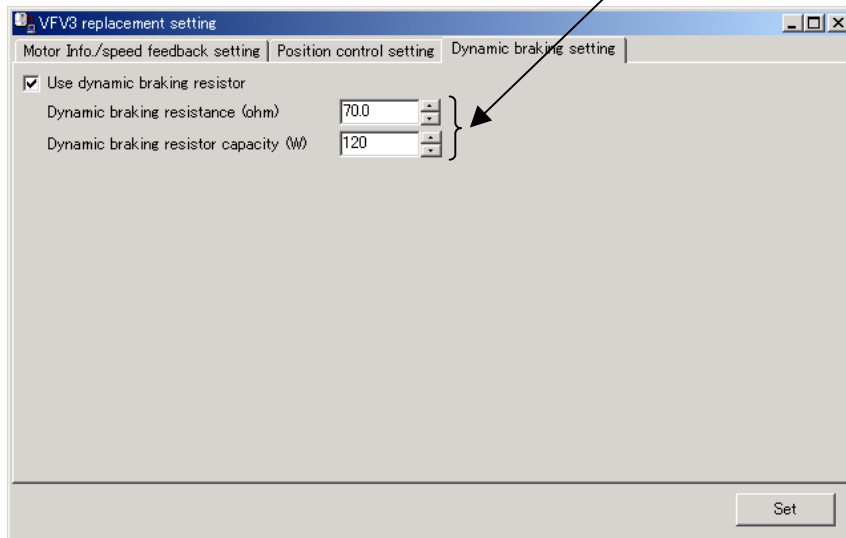 VFV3 replacement setting
Motor Info./speed feedback setting Position control setting Dynamic braking setting
Use dynamic braking resistor
Dynamic braking resistance (ohm) 70.0
Dynamic braking resistor capacity (W) 120
Set